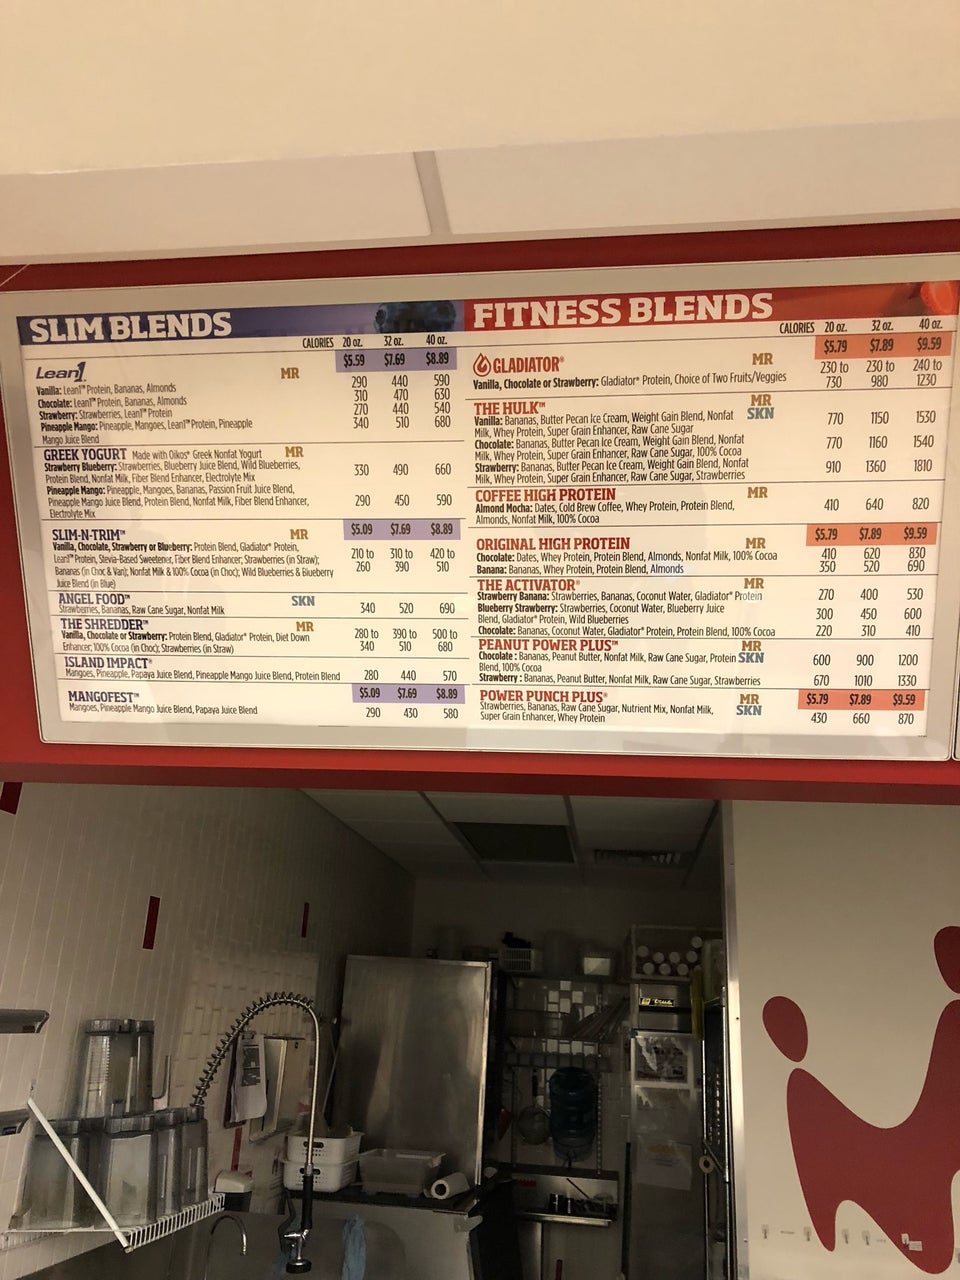 SLIM BLENDS
CALORIES 20 oz. 32 oz. 40 oz.
$5.59 $7.69 $8.89
Lean1™ MR
Vanilla: Lean1™ Protein, Bananas, Almonds 290 440 590
Chocolate: Lean1™ Protein, Bananas, Almonds 310 470 630
Strawberry: Strawberries, Lean1™ Protein 270 440 540
Pineapple Mango: Pineapple, Mangoes, Lean1™ Protein, Pineapple 340 510 680
Mango Juice Blend
GREEK YOGURT Made with Oikos® Greek Nonfat Yogurt MR
Strawberry Blueberry: Strawberries, Blueberry Juice Blend, Wild Blueberries, 330 490 660
Protein Blend, Nonfat Milk, Fiber Blend Enhancer, Electrolyte Mix
Pineapple Mango: Pineapple, Mangoes, Bananas, Passion Fruit Juice Blend,
Pineapple Mango Juice Blend, Protein Blend, Nonfat Milk, Fiber Blend Enhancer, 290 450 590
Electrolyte Mix
SLIM-N-TRIM™ MR $5.09 $7.69 $8.89
Vanilla, Chocolate, Strawberry or Blueberry: Protein Blend, Gladiator® Protein,
Lean1™ Protein, Stevia-Based Sweetener, Fiber Blend Enhancer; Strawberries (in Straw); 210 to 310 to 420 to
Bananas (in Choc & Van); Nonfat Milk & 100% Cocoa (in Choc); Wild Blueberries & Blueberry 260 390 510
Juice Blend (in Blue)
ANGEL FOOD™ SKN
Strawberries, Bananas, Raw Cane Sugar, Nonfat Milk 340 520 690
THE SHREDDER™ MR
Vanilla, Chocolate or Strawberry: Protein Blend, Gladiator® Protein, Diet Down 280 to 390 to 500 to
Enhancer; 100% Cocoa (in Choc); Strawberries (in Straw) 340 510 680
ISLAND IMPACT®
Mangoes, Pineapple, Papaya Juice Blend, Pineapple Mango Juice Blend, Protein Blend 280 440 570
MANGOFEST™ $5.09 $7.69 $8.89
Mangoes, Pineapple Mango Juice Blend, Papaya Juice Blend 290 430 580
FITNESS BLENDS
CALORIES 20 oz. 32 oz. 40 oz.
$5.79 $7.89 $9.59
GLADIATOR® MR 230 to 230 to 240 to
Vanilla, Chocolate or Strawberry: Gladiator® Protein, Choice of Two Fruits/Veggies 730 980 1230
THE HULK™ MR SKN
Vanilla: Bananas, Butter Pecan Ice Cream, Weight Gain Blend, Nonfat 770 1150 1530
Milk, Whey Protein, Super Grain Enhancer, Raw Cane Sugar
Chocolate: Bananas, Butter Pecan Ice Cream, Weight Gain Blend, Nonfat 770 1160 1540
Milk, Whey Protein, Super Grain Enhancer, Raw Cane Sugar, 100% Cocoa
Strawberry: Bananas, Butter Pecan Ice Cream, Weight Gain Blend, Nonfat 910 1360 1810
Milk, Whey Protein, Super Grain Enhancer, Raw Cane Sugar, Strawberries
COFFEE HIGH PROTEIN MR
Almond Mocha: Dates, Cold Brew Coffee, Whey Protein, Protein Blend, 410 640 820
Almonds, Nonfat Milk, 100% Cocoa
ORIGINAL HIGH PROTEIN MR $5.79 $7.89 $9.59
Chocolate: Dates, Whey Protein, Protein Blend, Almonds, Nonfat Milk, 100% Cocoa 410 620 830
Banana: Bananas, Whey Protein, Protein Blend, Almonds 350 520 690
THE ACTIVATOR® MR
Strawberry Banana: Strawberries, Bananas, Coconut Water, Gladiator® Protein 270 400 530
Blueberry Strawberry: Strawberries, Coconut Water, Blueberry Juice 300 450 600
Blend, Gladiator® Protein, Wild Blueberries
Chocolate: Bananas, Coconut Water, Gladiator® Protein, Protein Blend, 100% Cocoa 220 310 410
PEANUT POWER PLUS™ MR
Chocolate: Bananas, Peanut Butter, Nonfat Milk, Raw Cane Sugar, Protein SKN 600 900 1200
Blend, 100% Cocoa
Strawberry: Bananas, Peanut Butter, Nonfat Milk, Raw Cane Sugar, Strawberries 670 1010 1330
POWER PUNCH PLUS® MR $5.79 $7.89 $9.59
Strawberries, Bananas, Raw Cane Sugar, Nutrient Mix, Nonfat Milk, SKN 430 660 870
Super Grain Enhancer, Whey Protein